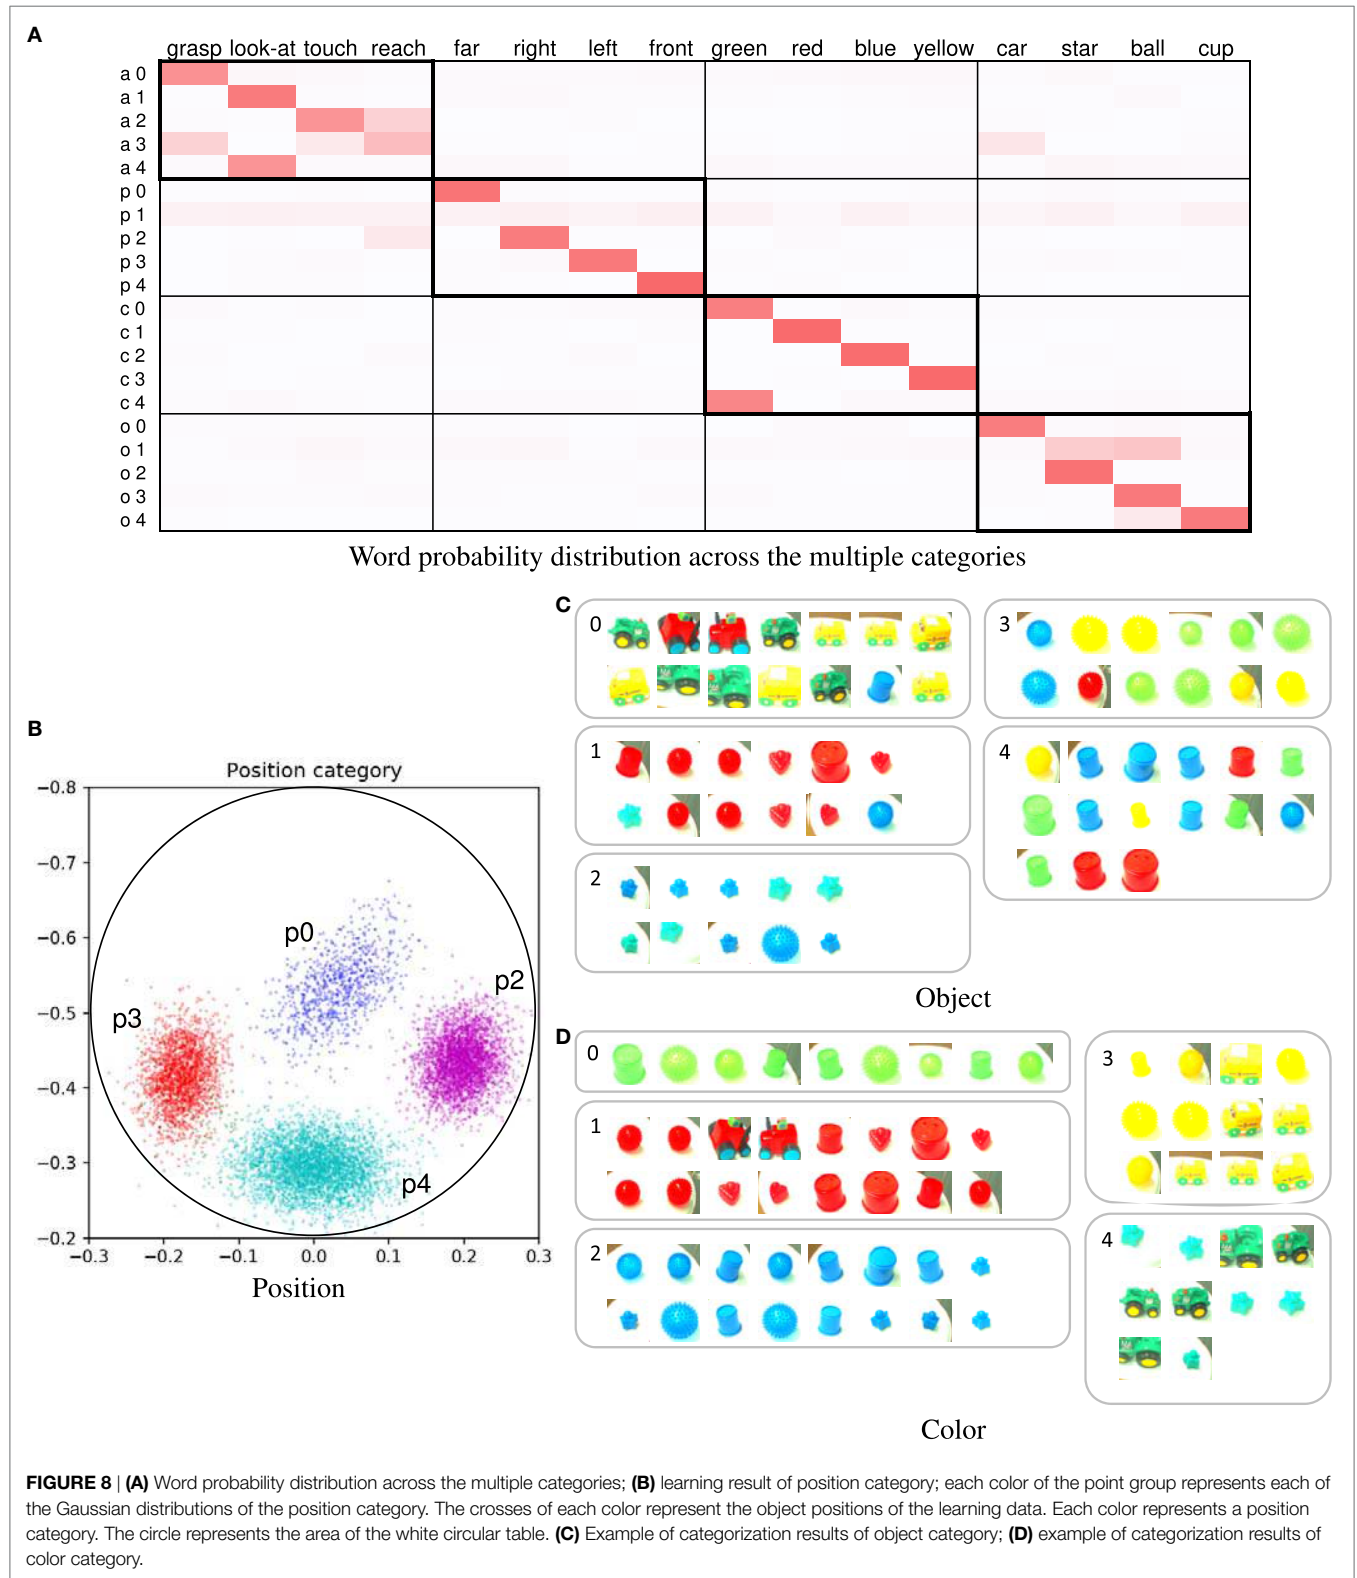 A
grasp look-at touch reach far right left front green red blue yellow car star ball cup
a 0
a 1
a 2
a 3
a 4
p 0
p 1
p 2
p 3
p 4
c 0
c 1
c 2
c 3
c 4
o 0
o 1
o 2
o 3
o 4
Word probability distribution across the multiple categories
B
Position category
−0.8
−0.7
−0.6
−0.5
−0.4
−0.3
−0.2
p0
p2
p3
p4
−0.3 −0.2 −0.1 0.0 0.1 0.2 0.3
Position
C
0
1
2
3
4
Object
D
0
1
2
3
4
Color
FIGURE 8 | (A) Word probability distribution across the multiple categories; (B) learning result of position category; each color of the point group represents each of
the Gaussian distributions of the position category. The crosses of each color represent the object positions of the learning data. Each color represents a position
category. The circle represents the area of the white circular table. (C) Example of categorization results of object category; (D) example of categorization results of
color category.